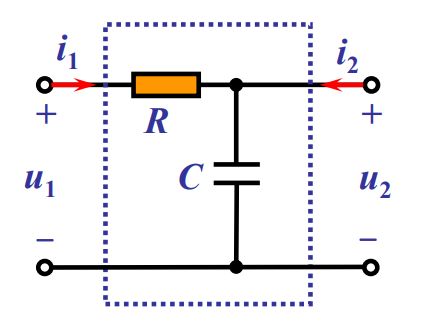 i1 i2
+ R +
u1 C u2
− −